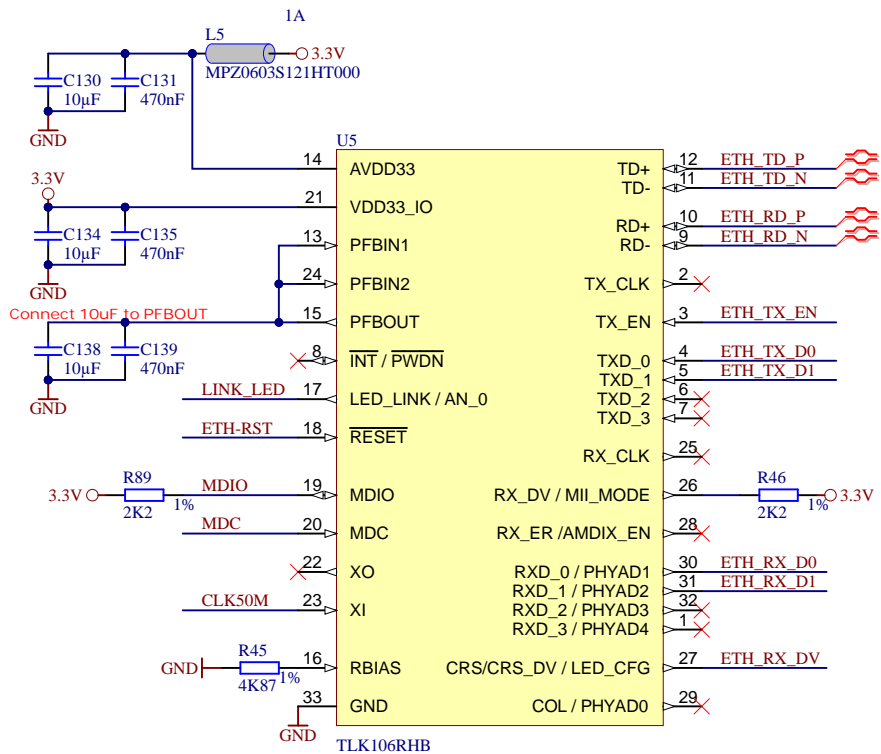 1A
L5
3.3V
MPZ0603S121HT000
C130
10µF
C131
470nF
GND
U5
14 AVDD33
TD+ 12 ETH_TD_P
TD- 11 ETH_TD_N
3.3V
21 VDD33_IO
C134
10µF
C135
470nF
GND
13 PFBIN1
RD+ 10 ETH_RD_P
RD- 9 ETH_RD_N
24 PFBIN2
TX_CLK 2
Connect 10uF to PFBOUT
15 PFBOUT
TX_EN 3 ETH_TX_EN
C138
10µF
C139
470nF
GND
8 INT / PWDN
TXD_0 4 ETH_TX_D0
TXD_1 5 ETH_TX_D1
LINK_LED 17 LED_LINK / AN_0
TXD_2 6
TXD_3 7
ETH-RST 18 RESET
RX_CLK 25
3.3V R89 2K2 1% MDIO 19 MDIO
RX_DV / MII_MODE 26 R46 2K2 1% 3.3V
MDC 20 MDC
RX_ER /AMDIX_EN 28
22 XO
RXD_0 / PHYAD1 30 ETH_RX_D0
RXD_1 / PHYAD2 31 ETH_RX_D1
CLK50M 23 XI
RXD_2 / PHYAD3 32
RXD_3 / PHYAD4 1
GND R45 4K87 1% 16 RBIAS
CRS/CRS_DV / LED_CFG 27 ETH_RX_DV
33 GND
COL / PHYAD0 29
GND
TLK106RHB